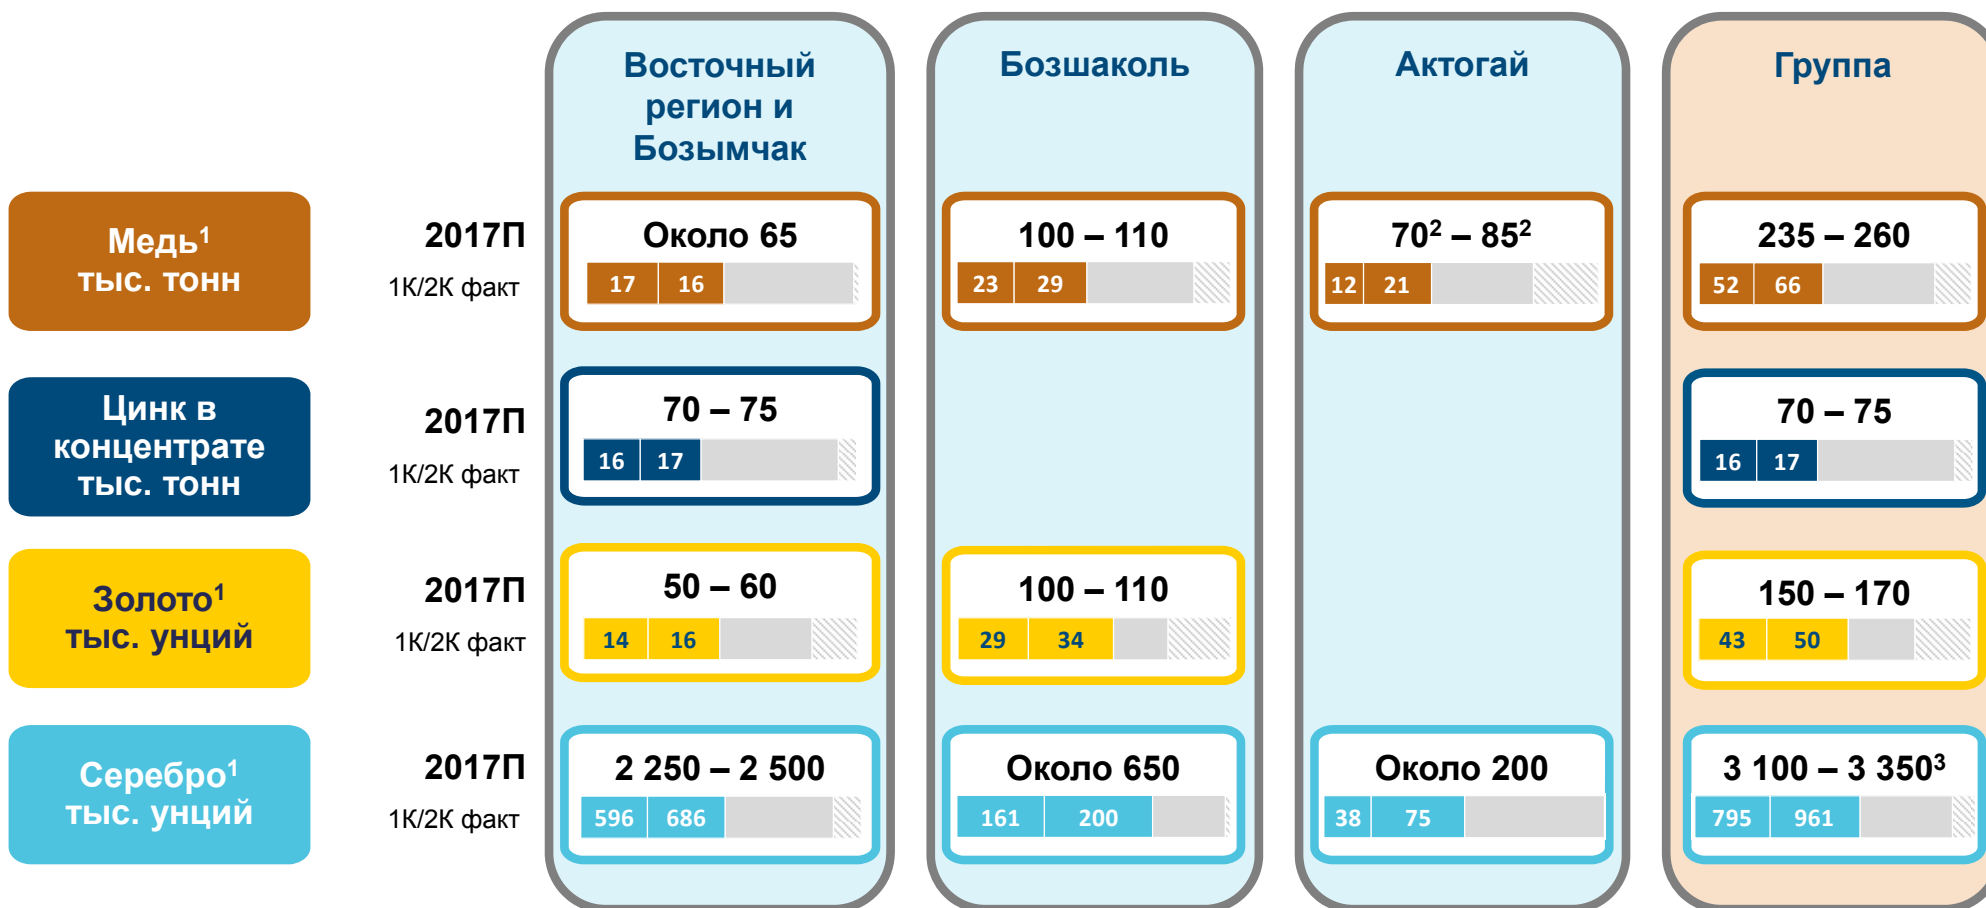 Восточный
регион и
Бозымчак
Бозшаколь
Актогай
Группа
Медь¹
тыс. тонн
2017П
1К/2К факт
Около 65
17 16
100 – 110
23 29
70² – 85²
12 21
235 – 260
52 66
Цинк в
концентрате
тыс. тонн
2017П
1К/2К факт
70 – 75
16 17
70 – 75
16 17
Золото¹
тыс. унций
2017П
1К/2К факт
50 – 60
14 16
100 – 110
29 34
150 – 170
43 50
Серебро¹
тыс. унций
2017П
1К/2К факт
2 250 – 2 500
596 686
Около 650
161 200
Около 200
38 75
3 100 – 3 350³
795 961